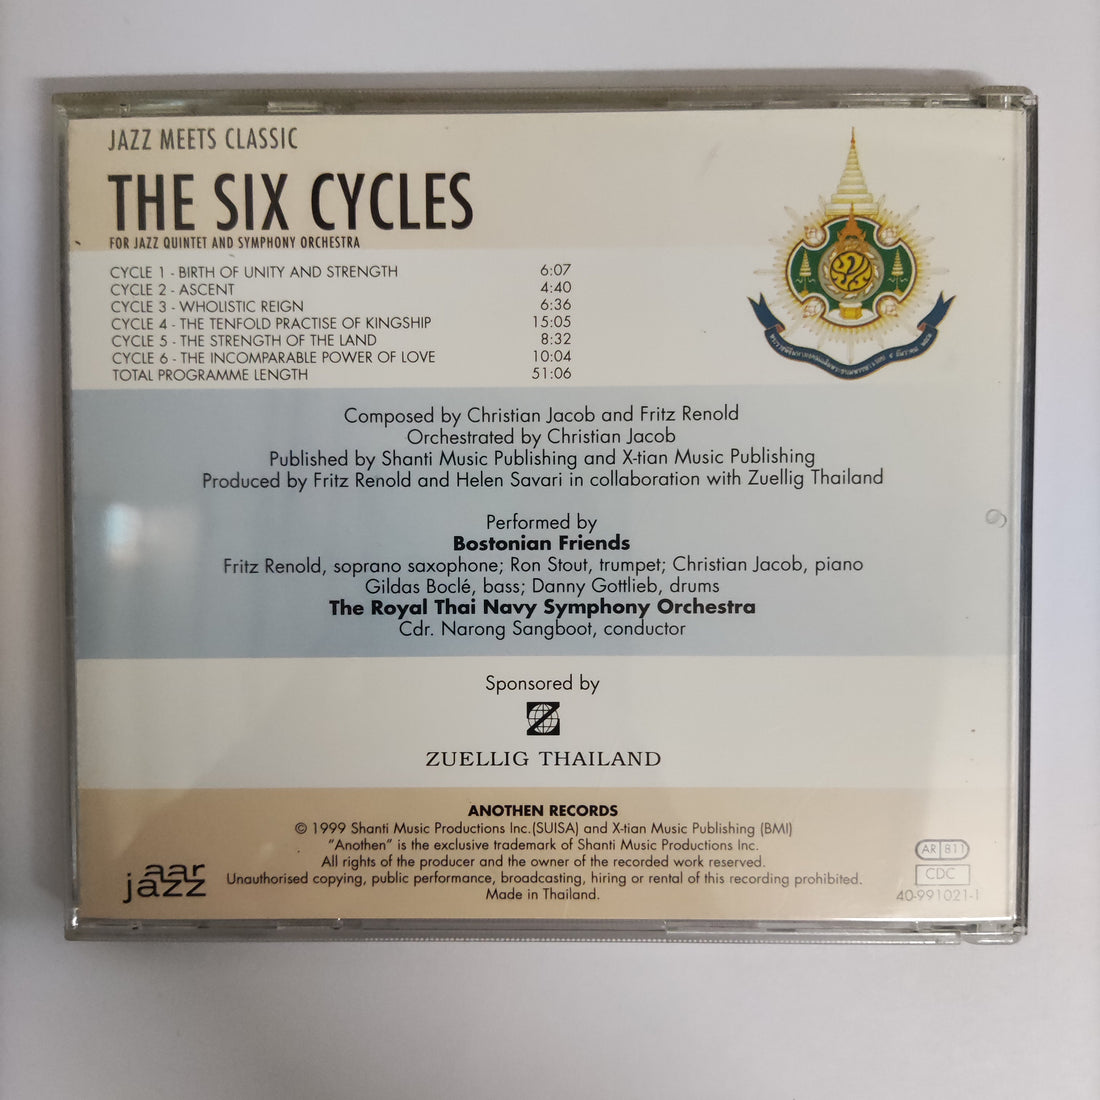 JAZZ MEETS CLASSIC
THE SIX CYCLES
FOR JAZZ QUINTET AND SYMPHONY ORCHESTRA
CYCLE 1 - BIRTH OF UNITY AND STRENGTH 6:07
CYCLE 2 - ASCENT 4:40
CYCLE 3 - WHOLISTIC REIGN 6:36
CYCLE 4 - THE TENFOLD PRACTISE OF KINGSHIP 15:05
CYCLE 5 - THE STRENGTH OF THE LAND 8:32
CYCLE 6 - THE INCOMPARABLE POWER OF LOVE 10:04
TOTAL PROGRAMME LENGTH 51:06
Composed by Christian Jacob and Fritz Renold
Orchestrated by Christian Jacob
Published by Shanti Music Publishing and X-tian Music Publishing
Produced by Fritz Renold and Helen Savari in collaboration with Zuellig Thailand
Performed by
Bostonian Friends
Fritz Renold, soprano saxophone; Ron Stout, trumpet; Christian Jacob, piano
Gildas Boclé, bass; Danny Gottlieb, drums
The Royal Thai Navy Symphony Orchestra
Cdr. Narong Sangboot, conductor
Sponsored by
Z
ZUELLIG THAILAND
ANOTHEN RECORDS
© 1999 Shanti Music Productions Inc.(SUISA) and X-tian Music Publishing (BMI)
"Anothen" is the exclusive trademark of Shanti Music Productions Inc.
All rights of the producer and the owner of the recorded work reserved.
Unauthorised copying, public performance, broadcasting, hiring or rental of this recording prohibited.
Made in Thailand.
aar
jazz
AR 811
CDC
40-991021-1